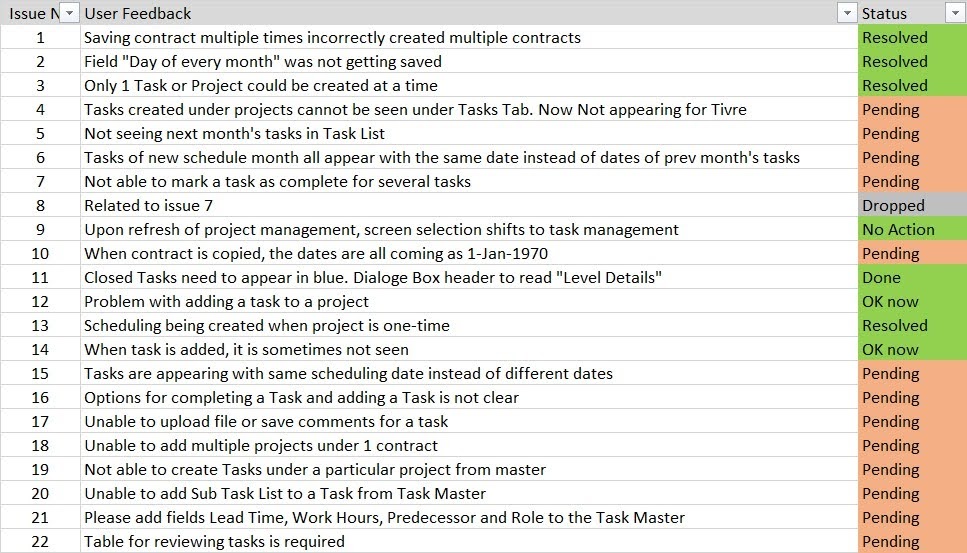 Issue N User Feedback Status
1 Saving contract multiple times incorrectly created multiple contracts Resolved
2 Field "Day of every month" was not getting saved Resolved
3 Only 1 Task or Project could be created at a time Resolved
4 Tasks created under projects cannot be seen under Tasks Tab. Now Not appearing for Tivre Pending
5 Not seeing next month's tasks in Task List Pending
6 Tasks of new schedule month all appear with the same date instead of dates of prev month's tasks Pending
7 Not able to mark a task as complete for several tasks Pending
8 Related to issue 7 Dropped
9 Upon refresh of project management, screen selection shifts to task management No Action
10 When contract is copied, the dates are all coming as 1-Jan-1970 Pending
11 Closed Tasks need to appear in blue. Dialoge Box header to read "Level Details" Done
12 Problem with adding a task to a project OK now
13 Scheduling being created when project is one-time Resolved
14 When task is added, it is sometimes not seen OK now
15 Tasks are appearing with same scheduling date instead of different dates Pending
16 Options for completing a Task and adding a Task is not clear Pending
17 Unable to upload file or save comments for a task Pending
18 Unable to add multiple projects under 1 contract Pending
19 Not able to create Tasks under a particular project from master Pending
20 Unable to add Sub Task List to a Task from Task Master Pending
21 Please add fields Lead Time, Work Hours, Predecessor and Role to the Task Master Pending
22 Table for reviewing tasks is required Pending